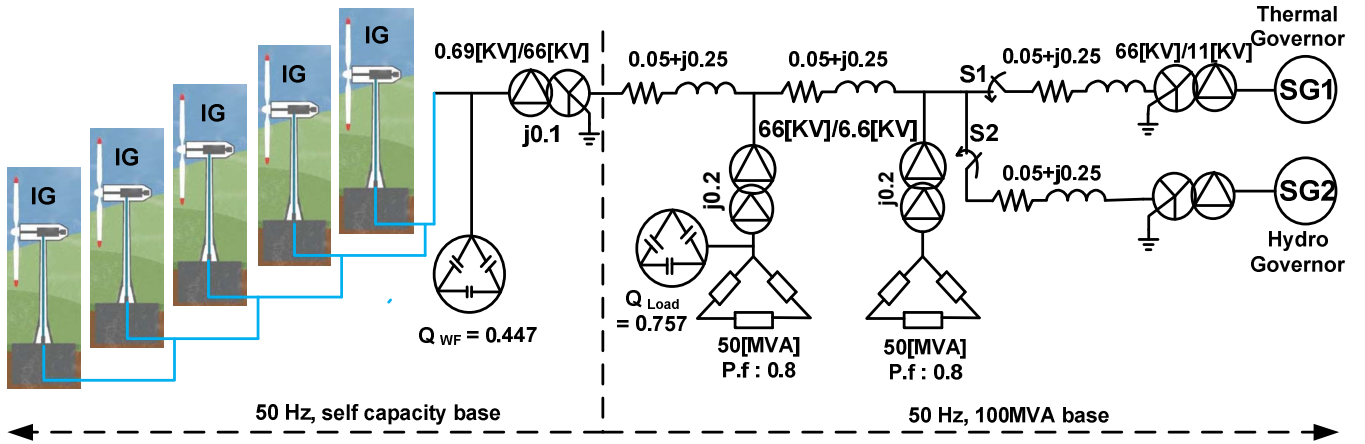 IG
IG
IG
IG
IG
0.69[KV]/66[KV]
j0.1
Q WF = 0.447
0.05+j0.25
0.05+j0.25
66[KV]/6.6[KV]
j0.2
j0.2
Q Load
= 0.757
50[MVA]
P.f : 0.8
50[MVA]
P.f : 0.8
S1
S2
0.05+j0.25
66[KV]/11[KV]
Thermal
Governor
SG1
0.05+j0.25
SG2
Hydro
Governor
50 Hz, self capacity base
50 Hz, 100MVA base